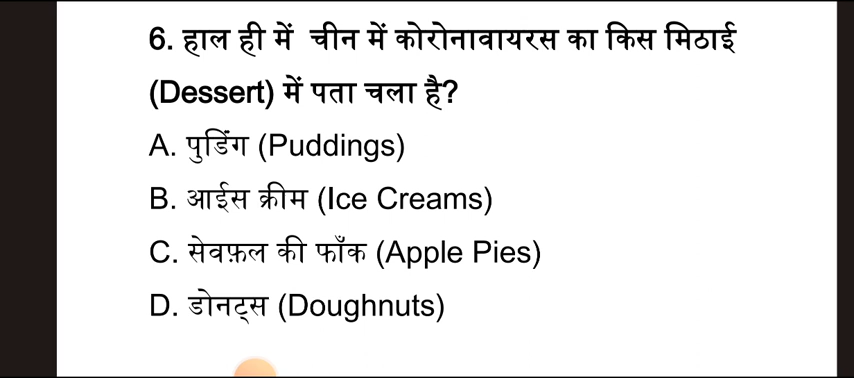 6. हाल ही में चीन में कोरोनावायरस का किस मिठाई
(Dessert) में पता चला है?
A. पुडिंग (Puddings)
B. आईस क्रीम (Ice Creams)
C. सेवफ़ल की फाँक (Apple Pies)
D. डोनट्स (Doughnuts)